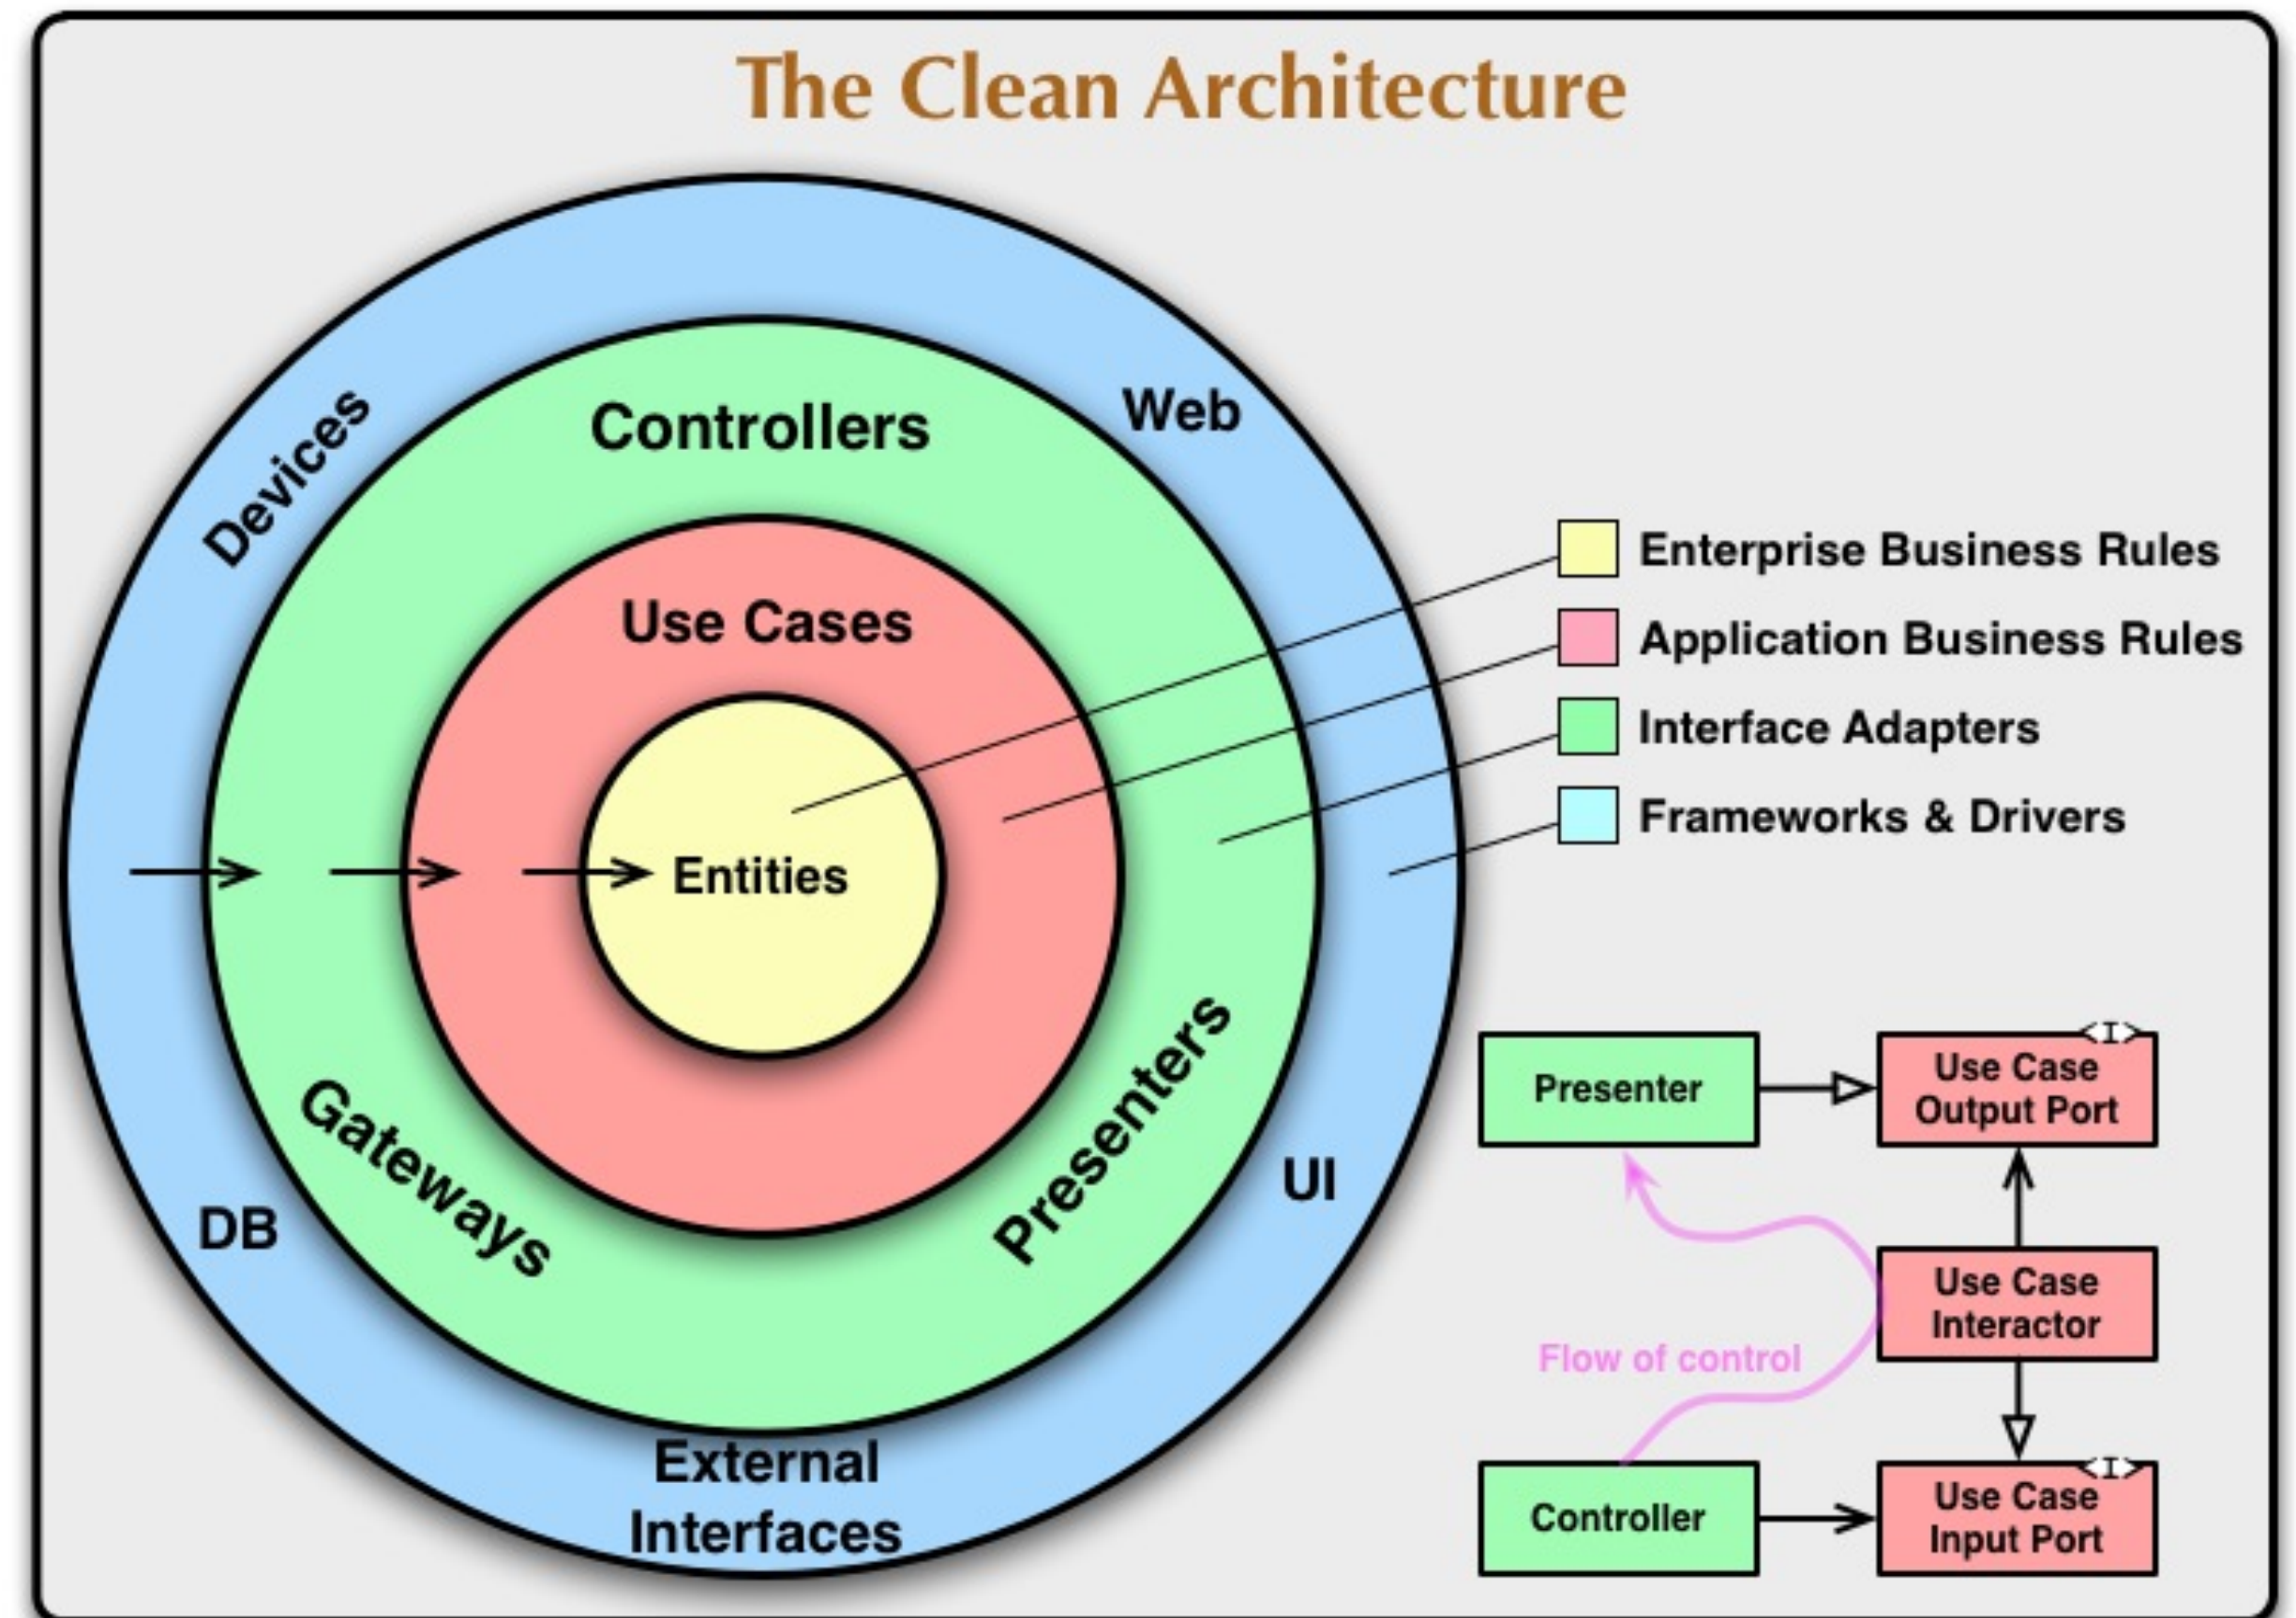 The Clean Architecture
Devices
Web
Controllers
Use Cases
Entities
Gateways
Presenters
DB
UI
External
Interfaces
Enterprise Business Rules
Application Business Rules
Interface Adapters
Frameworks & Drivers
Presenter
<I>
Use Case
Output Port
Use Case
Interactor
Flow of control
Controller
<I>
Use Case
Input Port